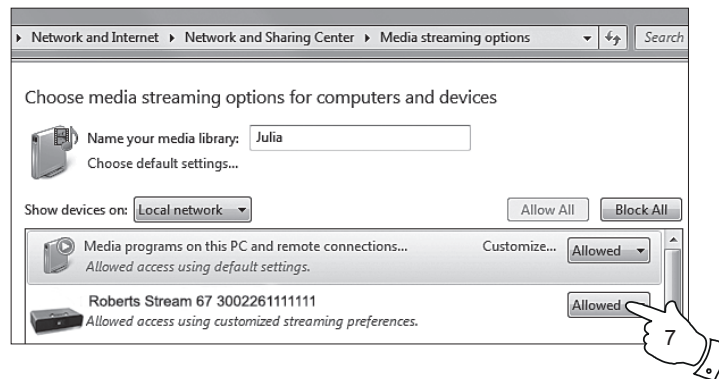 Network and Internet ▸ Network and Sharing Center ▸ Media streaming options Search
Choose media streaming options for computers and devices
Name your media library: Julia
Choose default settings...
Show devices on: Local network Allow All Block All
Media programs on this PC and remote connections... Customize... Allowed
Allowed access using default settings.
Roberts Stream 67 3002261111111 Allowed
Allowed access using customized streaming preferences.
7